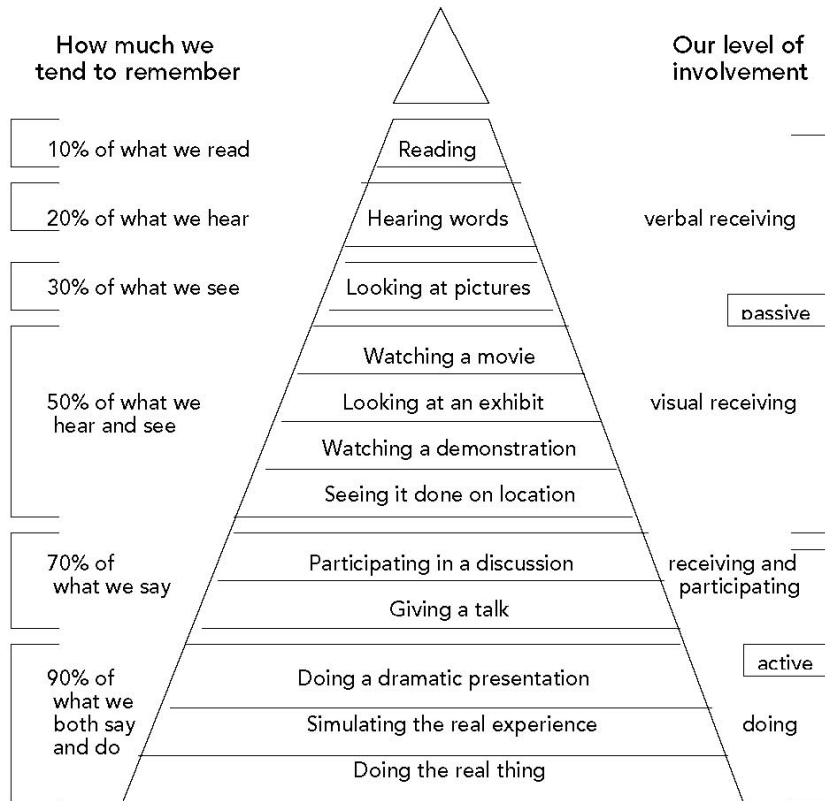 How much we
tend to remember
Our level of
involvement
10% of what we read
Reading
20% of what we hear
Hearing words
verbal receiving
30% of what we see
Looking at pictures
passive
Watching a movie
50% of what we
hear and see
Looking at an exhibit
visual receiving
Watching a demonstration
Seeing it done on location
70% of
what we say
Participating in a discussion
receiving and
participating
Giving a talk
active
90% of
what we
both say
and do
Doing a dramatic presentation
Simulating the real experience
doing
Doing the real thing